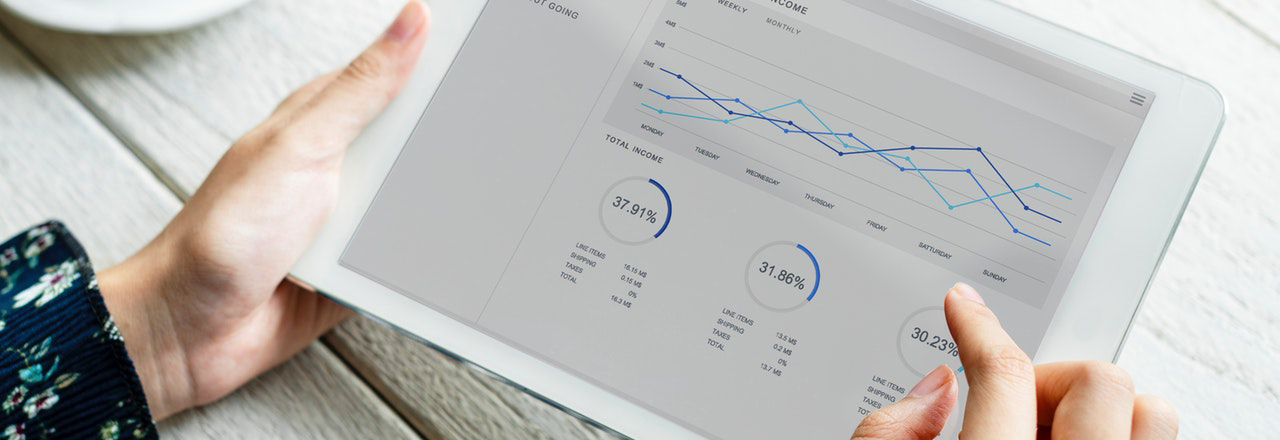 OUT GOING
INCOME
WEEKLY MONTHLY
5M$
4M$
3M$
2M$
1M$
MONDAY
TUESDAY
WEDNESDAY
THURSDAY
FRIDAY
SATTURDAY
SUNDAY
TOTAL INCOME
37.91%
LINE ITEMS 16.15 M$
SHIPPING 0.15 M$
TAXES 0%
TOTAL 16.3 M$
31.86%
LINE ITEMS 13.5 M$
SHIPPING 0.2 M$
TAXES 0%
TOTAL 13.7 M$
30.23%
LINE ITEMS
SHIPPING
TAXES